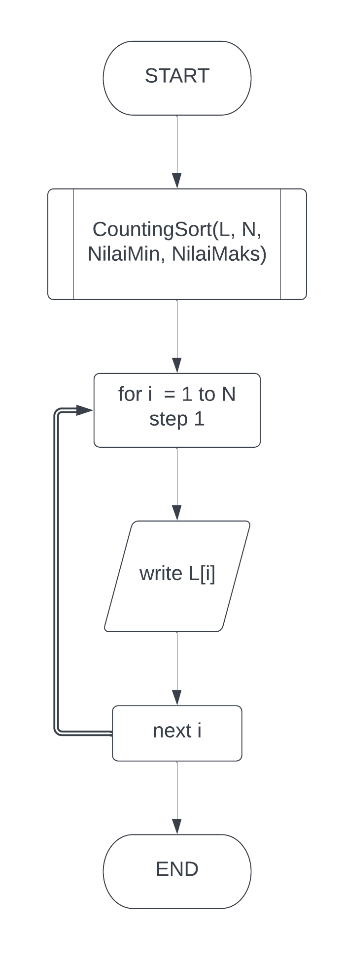 START
CountingSort(L, N,
NilaiMin, NilaiMaks)
for i  = 1 to N
step 1
write L[i]
next i
END